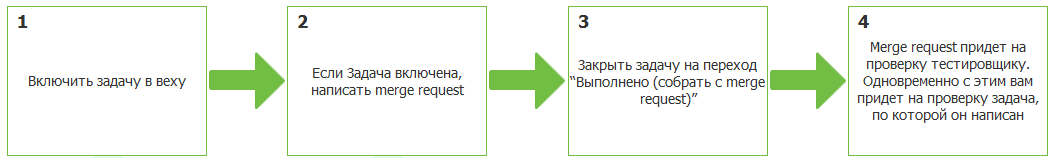 1
Включить задачу в веху
2
Если Задача включена,
написать merge request
3
Закрыть задачу на переход
“Выполнено (собрать с merge
request)”
4
Merge request придет на
проверку тестировщику.
Одновременно с этим вам
придет на проверку задача,
по которой он написан